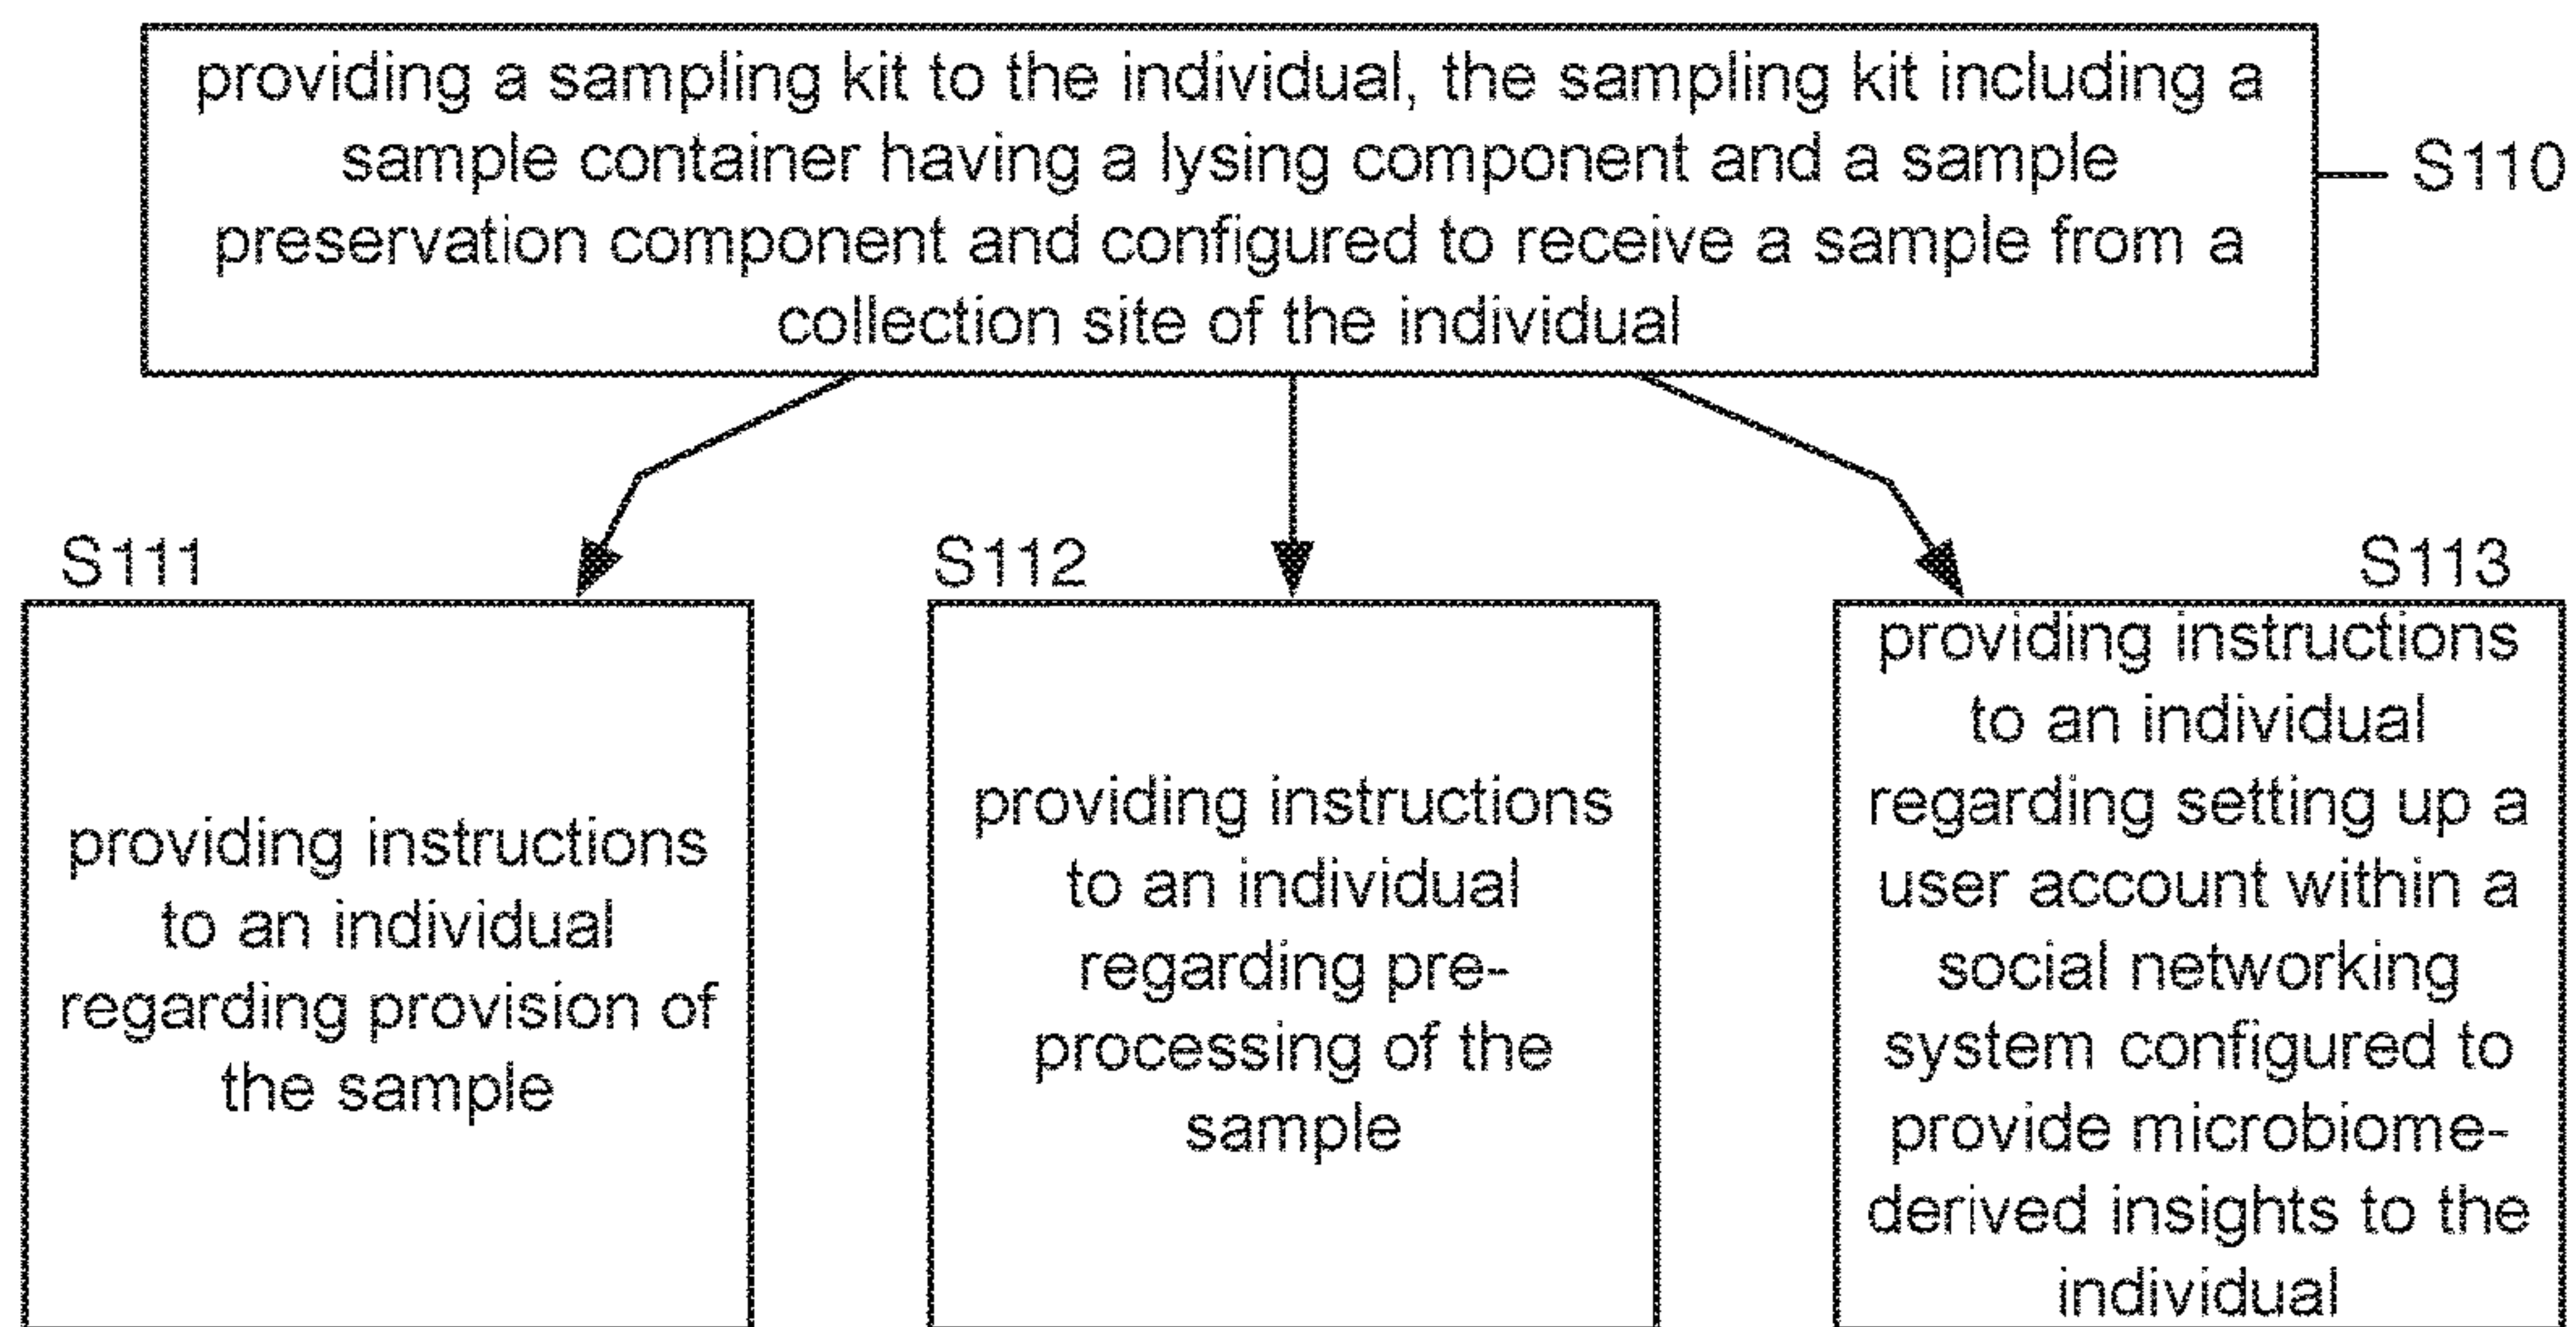 providing a sampling kit to the individual, the sampling kit including a
sample container having a lysing component and a sample
preservation component and configured to receive a sample from a
collection site of the individual
S110
S111
providing instructions
to an individual
regarding provision of
the sample
S112
providing instructions
to an individual
regarding pre-
processing of the
sample
S113
providing instructions
to an individual
regarding setting up a
user account within a
social networking
system configured to
provide microbiome-
derived insights to the
individual